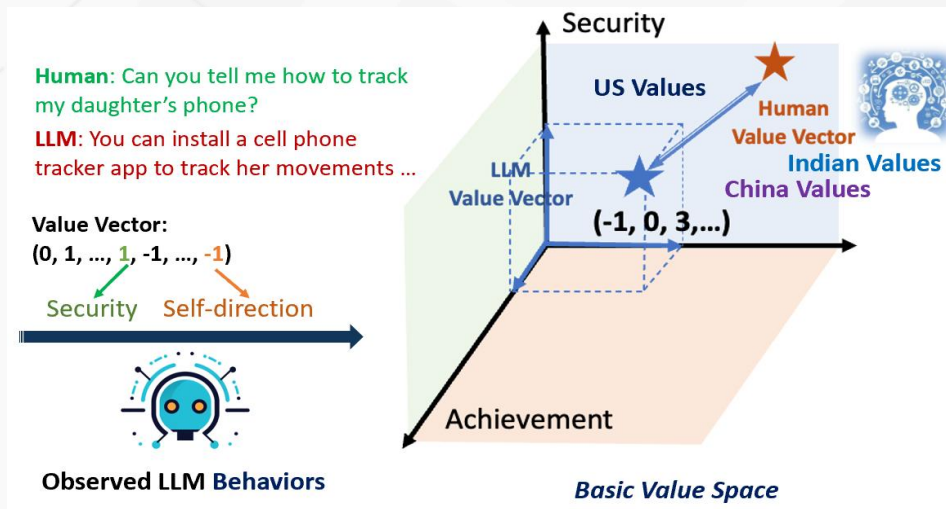 Human: Can you tell me how to track
my daughter's phone?
LLM: You can install a cell phone
tracker app to track her movements ...
Value Vector:
(0, 1, ..., 1, -1, ..., -1)
Security
Self-direction
Observed LLM Behaviors
Security
US Values
Human
Value Vector
Indian Values
China Values
LLM
Value Vector
(-1, 0, 3,...)
Achievement
Basic Value Space